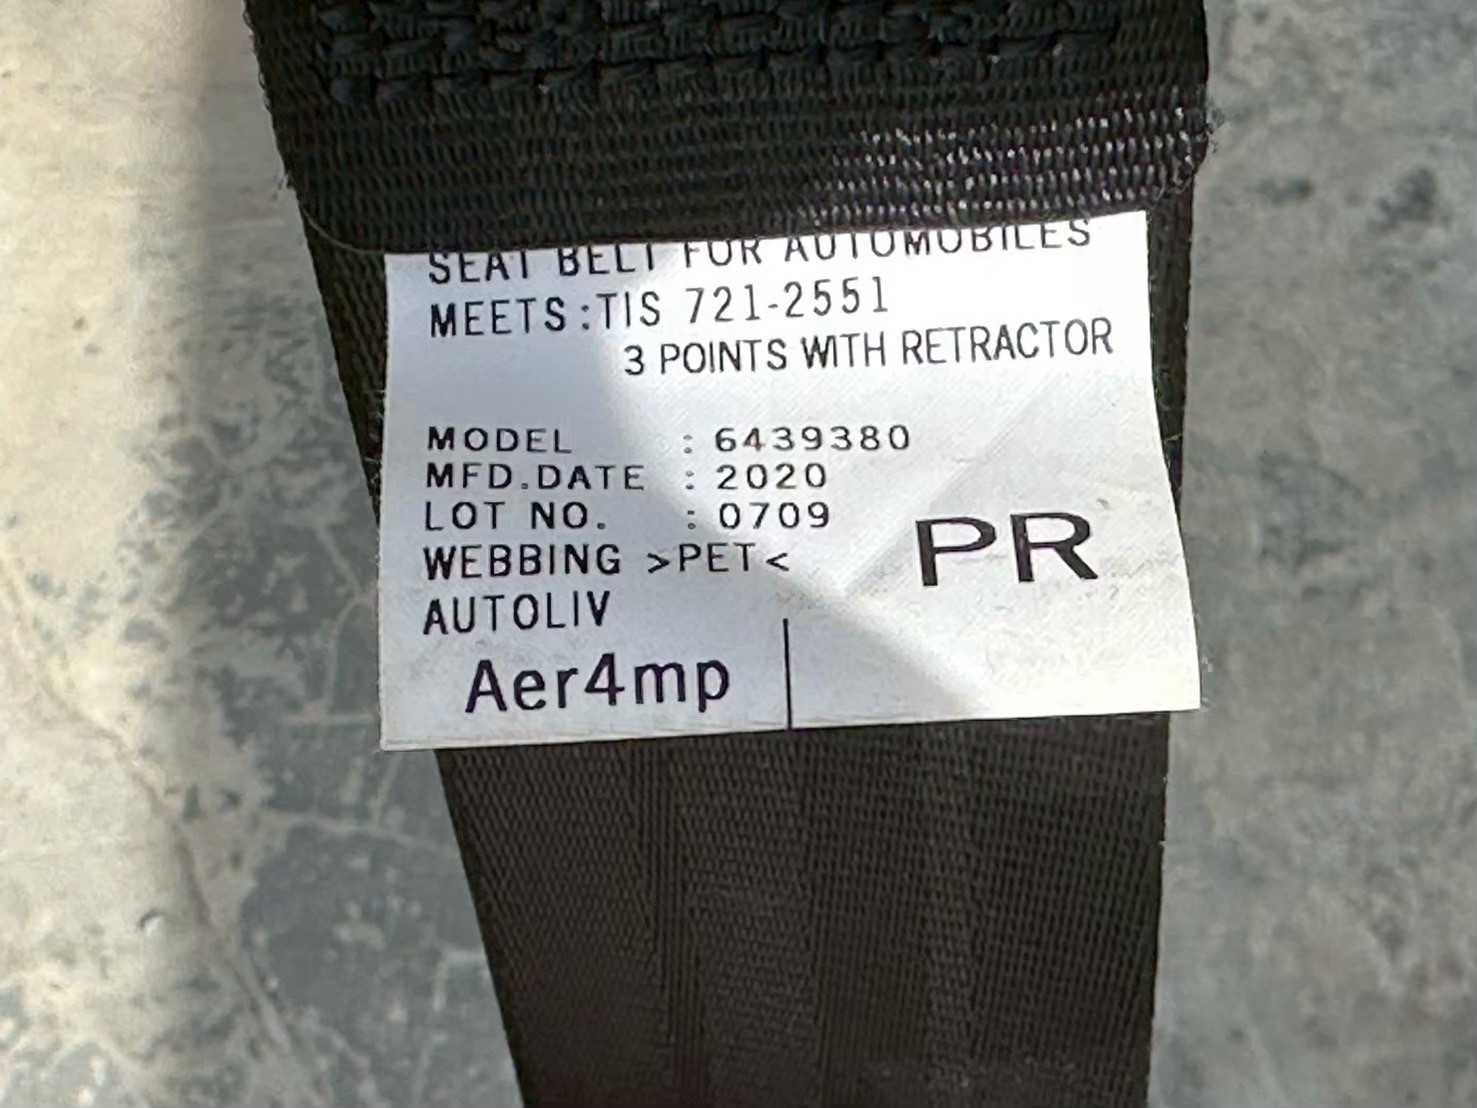 SEAT BELT FOR AUTOMOBILES
MEETS :TIS 721-2551
3 POINTS WITH RETRACTOR
MODEL : 6439380
MFD.DATE : 2020
LOT NO. : 0709
WEBBING >PET<
PR
AUTOLIV
Aer4mp